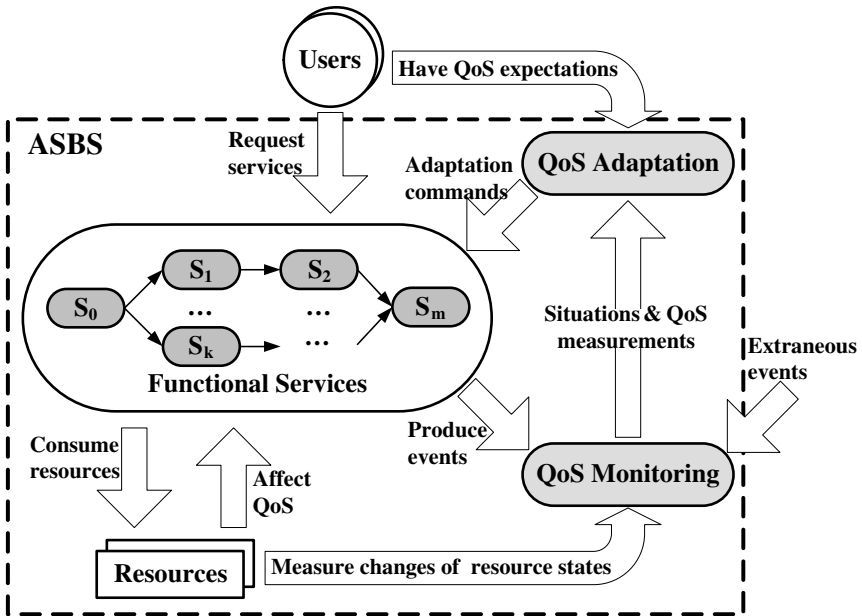 Users
Have QoS expectations
ASBS
Request
services
Adaptation
commands
QoS Adaptation
S0
S1
S2
...
...
Sm
Sk
...
Functional Services
Situations & QoS
measurements
Extraneous
events
Consume
resources
Affect
QoS
Produce
events
QoS Monitoring
Resources
Measure changes of resource states